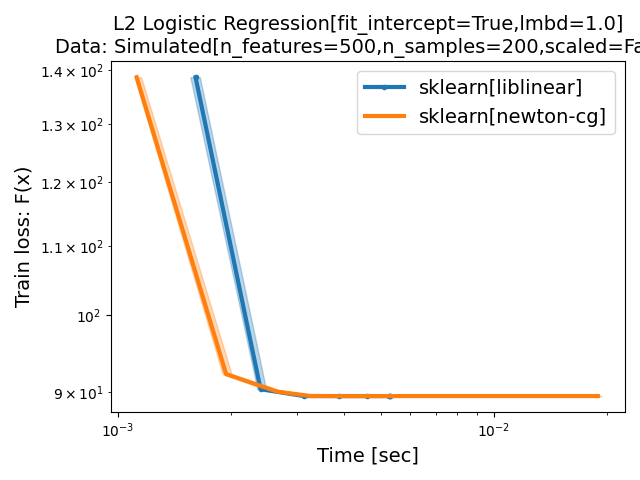 L2 Logistic Regression[fit_intercept=True,lmbd=1.0]
Data: Simulated[n_features=500,n_samples=200,scaled=Fa
sklearn[liblinear]
sklearn[newton-cg]
Train loss: F(x)
1.4 × 10²
1.3 × 10²
1.2 × 10²
1.1 × 10²
10²
9 × 10¹
10⁻³
10⁻²
Time [sec]